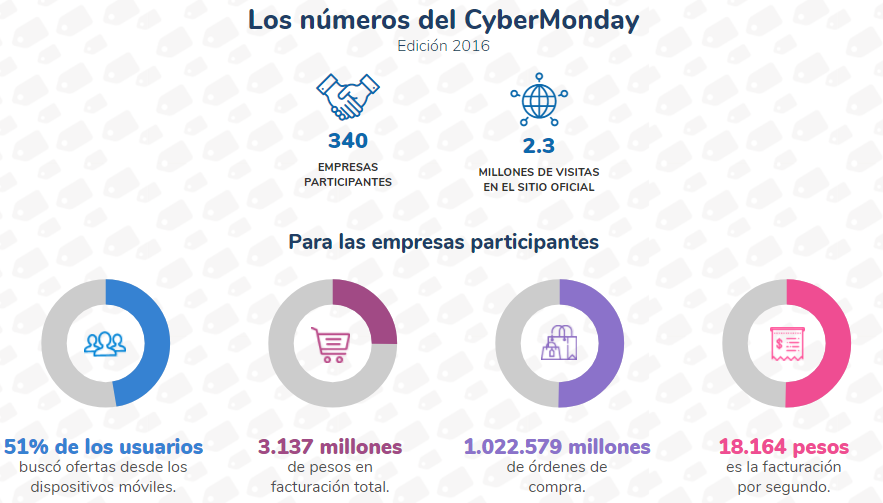 Los números del CyberMonday
Edición 2016
340
EMPRESAS
PARTICIPANTES
2.3
MILLONES DE VISITAS
EN EL SITIO OFICIAL
Para las empresas participantes
51% de los usuarios
buscó ofertas desde los
dispositivos móviles.
3.137 millones
de pesos en
facturación total.
1.022.579 millones
de órdenes de
compra.
$
18.164 pesos
es la facturación
por segundo.